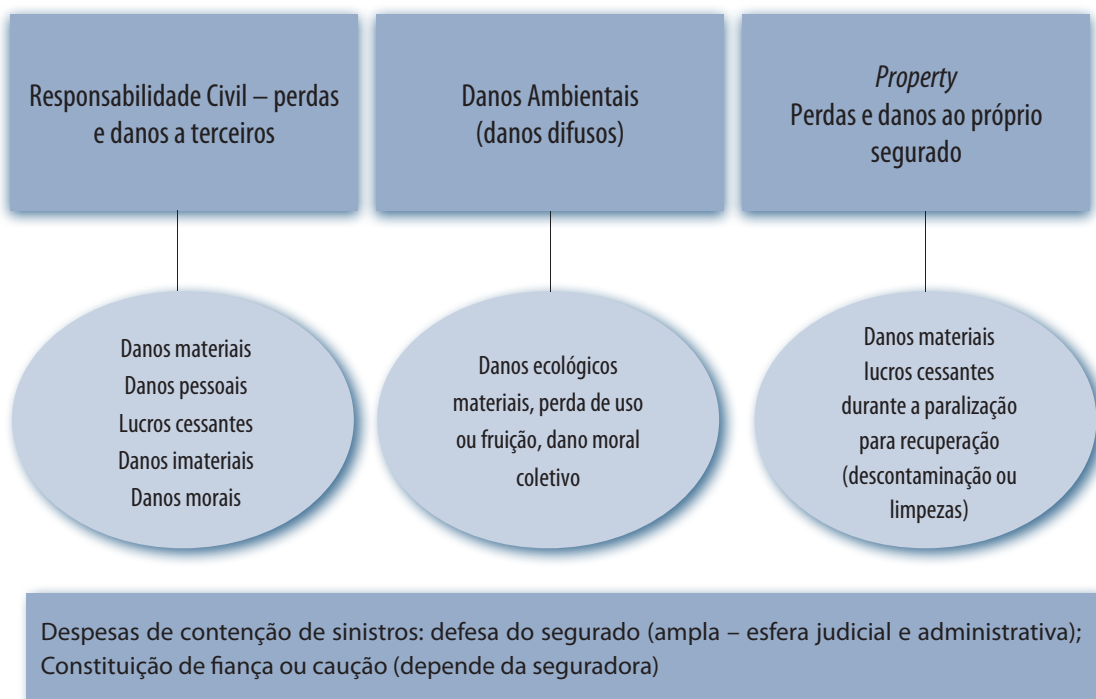 Responsabilidade Civil – perdas
e danos a terceiros
Danos Ambientais
(danos difusos)
Property
Perdas e danos ao próprio
segurado
Danos materiais
Danos pessoais
Lucros cessantes
Danos imateriais
Danos morais
Danos ecológicos
materiais, perda de uso
ou fruição, dano moral
coletivo
Danos materiais
lucros cessantes
durante a paralização
para recuperação
(descontaminação ou
limpezas)
Despesas de contenção de sinistros: defesa do segurado (ampla – esfera judicial e administrativa);
Constituição de fiança ou caução (depende da seguradora)